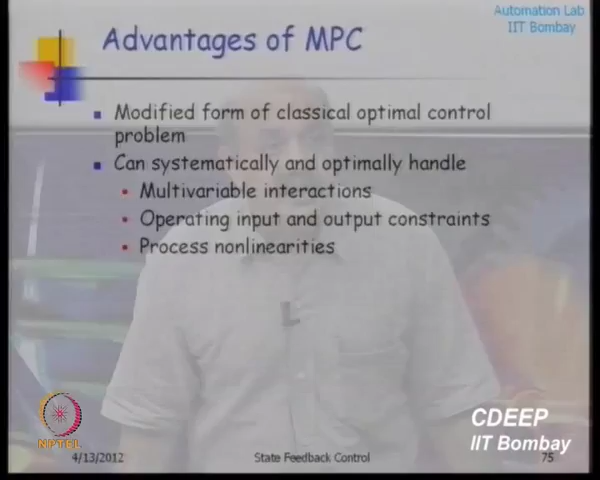 Automation Lab
IIT Bombay
Advantages of MPC
Modified form of classical optimal control
problem
Can systematically and optimally handle
Multivariable interactions
Operating input and output constraints
Process nonlinearities
NPTEL
CDEEP
IIT Bombay
4/13/2012
State Feedback Control
75